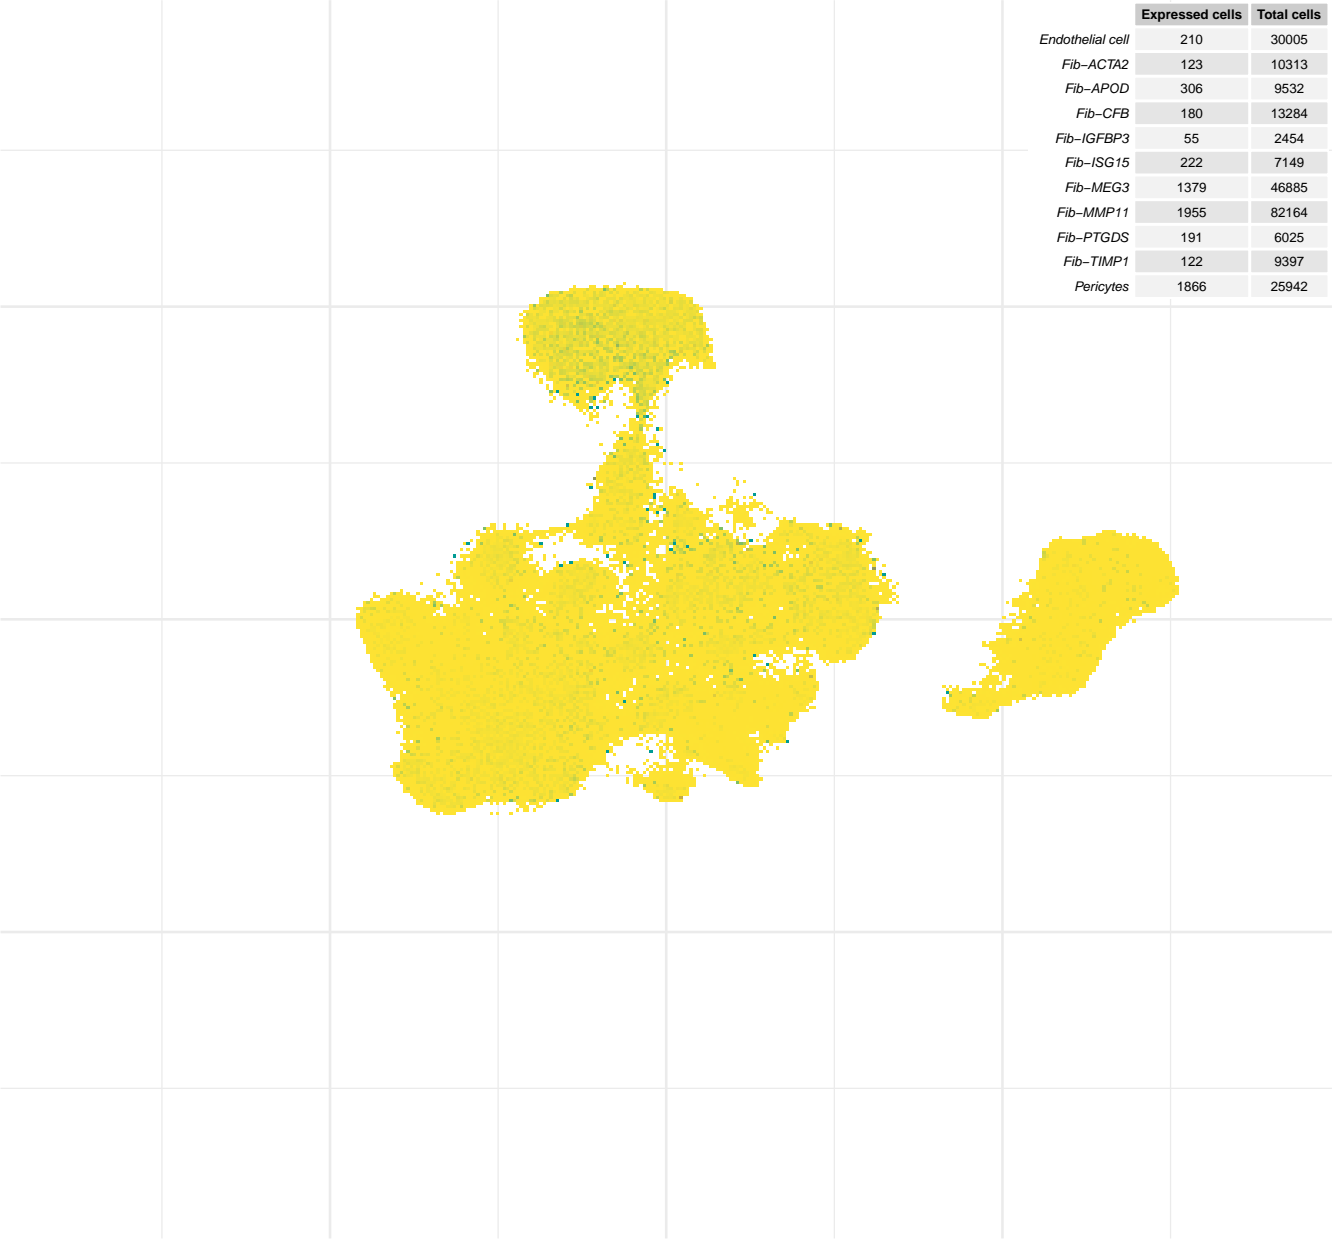 Expressed cells Total cells
Endothelial cell 210 30005
Fib−ACTA2 123 10313
Fib−APOD 306 9532
Fib−CFB 180 13284
Fib−IGFBP3 55 2454
Fib−ISG15 222 7149
Fib−MEG3 1379 46885
Fib−MMP11 1955 82164
Fib−PTGDS 191 6025
Fib−TIMP1 122 9397
Pericytes 1866 25942